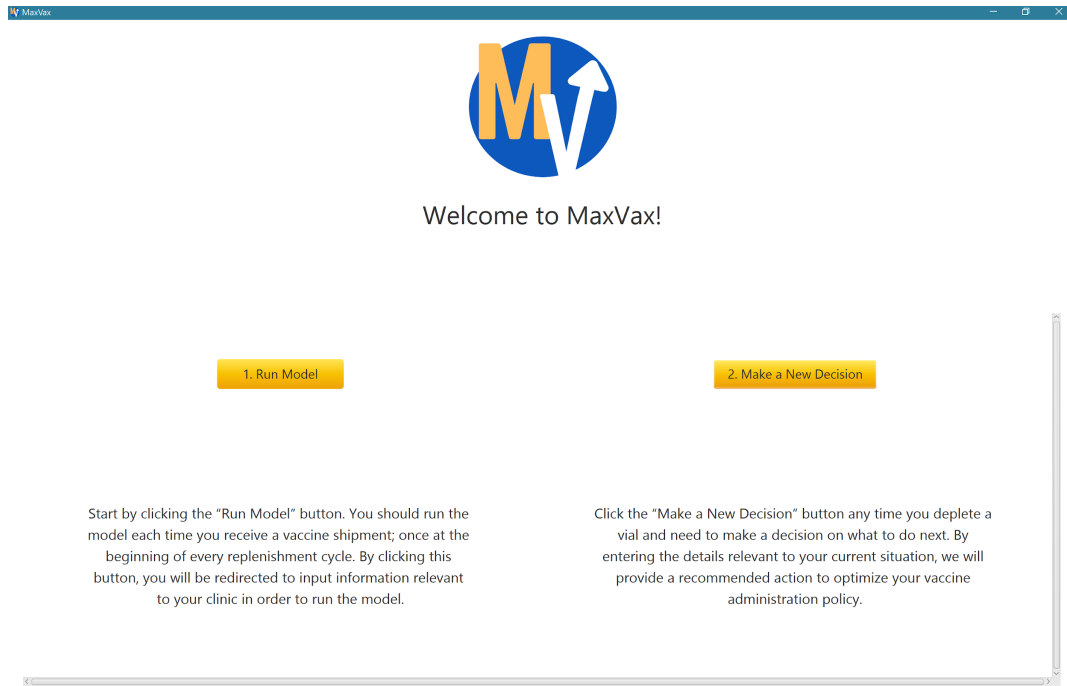 MaxVax
MV
Welcome to MaxVax!
1. Run Model
2. Make a New Decision
Start by clicking the “Run Model” button. You should run the
model each time you receive a vaccine shipment; once at the
beginning of every replenishment cycle. By clicking this
button, you will be redirected to input information relevant
to your clinic in order to run the model.
Click the “Make a New Decision” button any time you deplete a
vial and need to make a decision on what to do next. By
entering the details relevant to your current situation, we will
provide a recommended action to optimize your vaccine
administration policy.